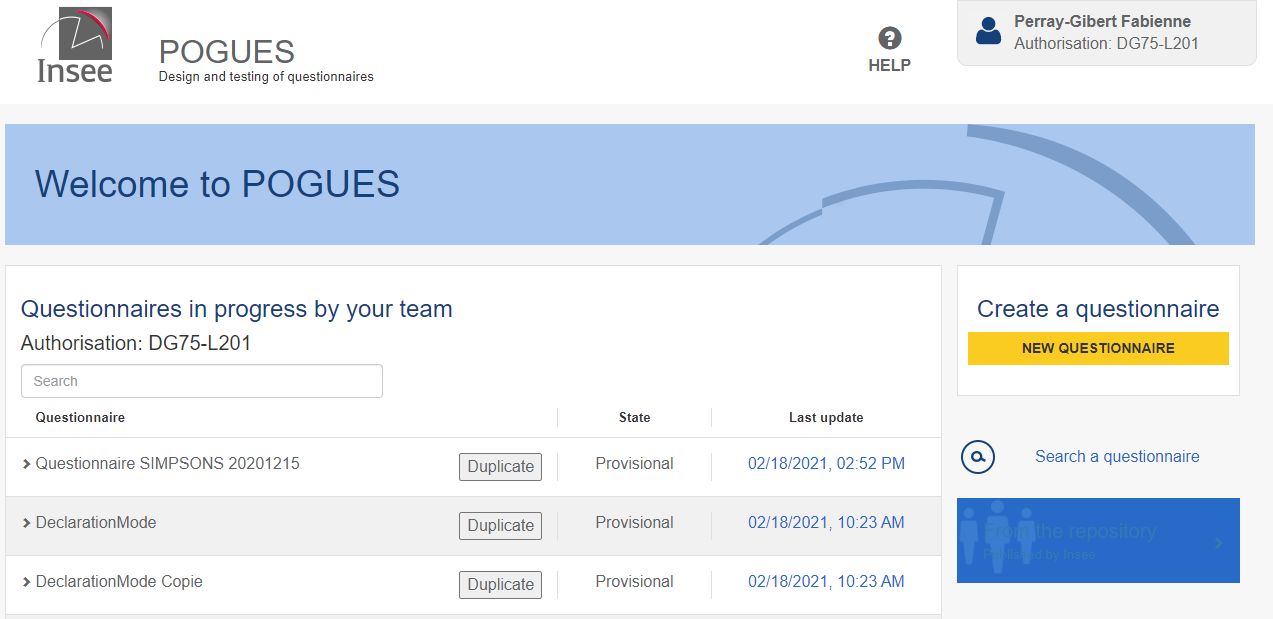 Insee
POGUES
Design and testing of questionnaires
HELP
Perray-Gibert Fabienne
Authorisation: DG75-L201
Welcome to POGUES
Questionnaires in progress by your team
Authorisation: DG75-L201
Search
Questionnaire State Last update
Questionnaire SIMPSONS 20201215 Duplicate Provisional 02/18/2021, 02:52 PM
DeclarationMode Duplicate Provisional 02/18/2021, 10:23 AM
DeclarationMode Copie Duplicate Provisional 02/18/2021, 10:23 AM
Create a questionnaire
NEW QUESTIONNAIRE
Search a questionnaire
From the repository
Published by Insee